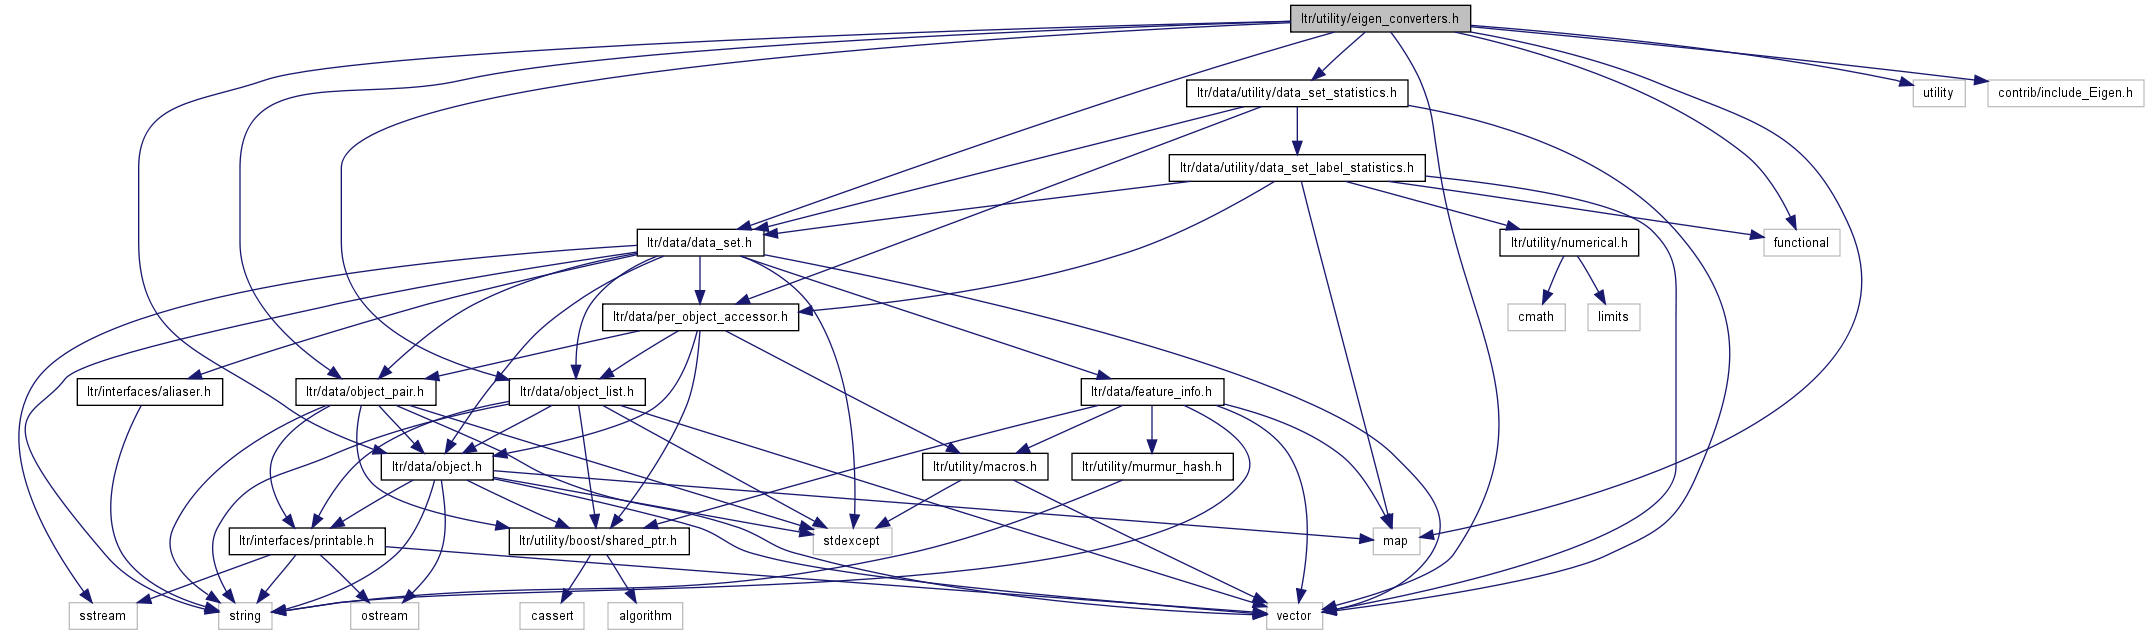 ltr/utility/eigen_converters.h
ltr/data/utility/data_set_statistics.h
utility
contrib/include_Eigen.h
ltr/data/utility/data_set_label_statistics.h
ltr/data/data_set.h
ltr/utility/numerical.h
functional
ltr/data/per_object_accessor.h
cmath
limits
ltr/interfaces/aliaser.h
ltr/data/object_pair.h
ltr/data/object_list.h
ltr/data/feature_info.h
ltr/data/object.h
ltr/utility/macros.h
ltr/utility/murmur_hash.h
ltr/interfaces/printable.h
ltr/utility/boost/shared_ptr.h
stdexcept
map
sstream
string
ostream
cassert
algorithm
vector